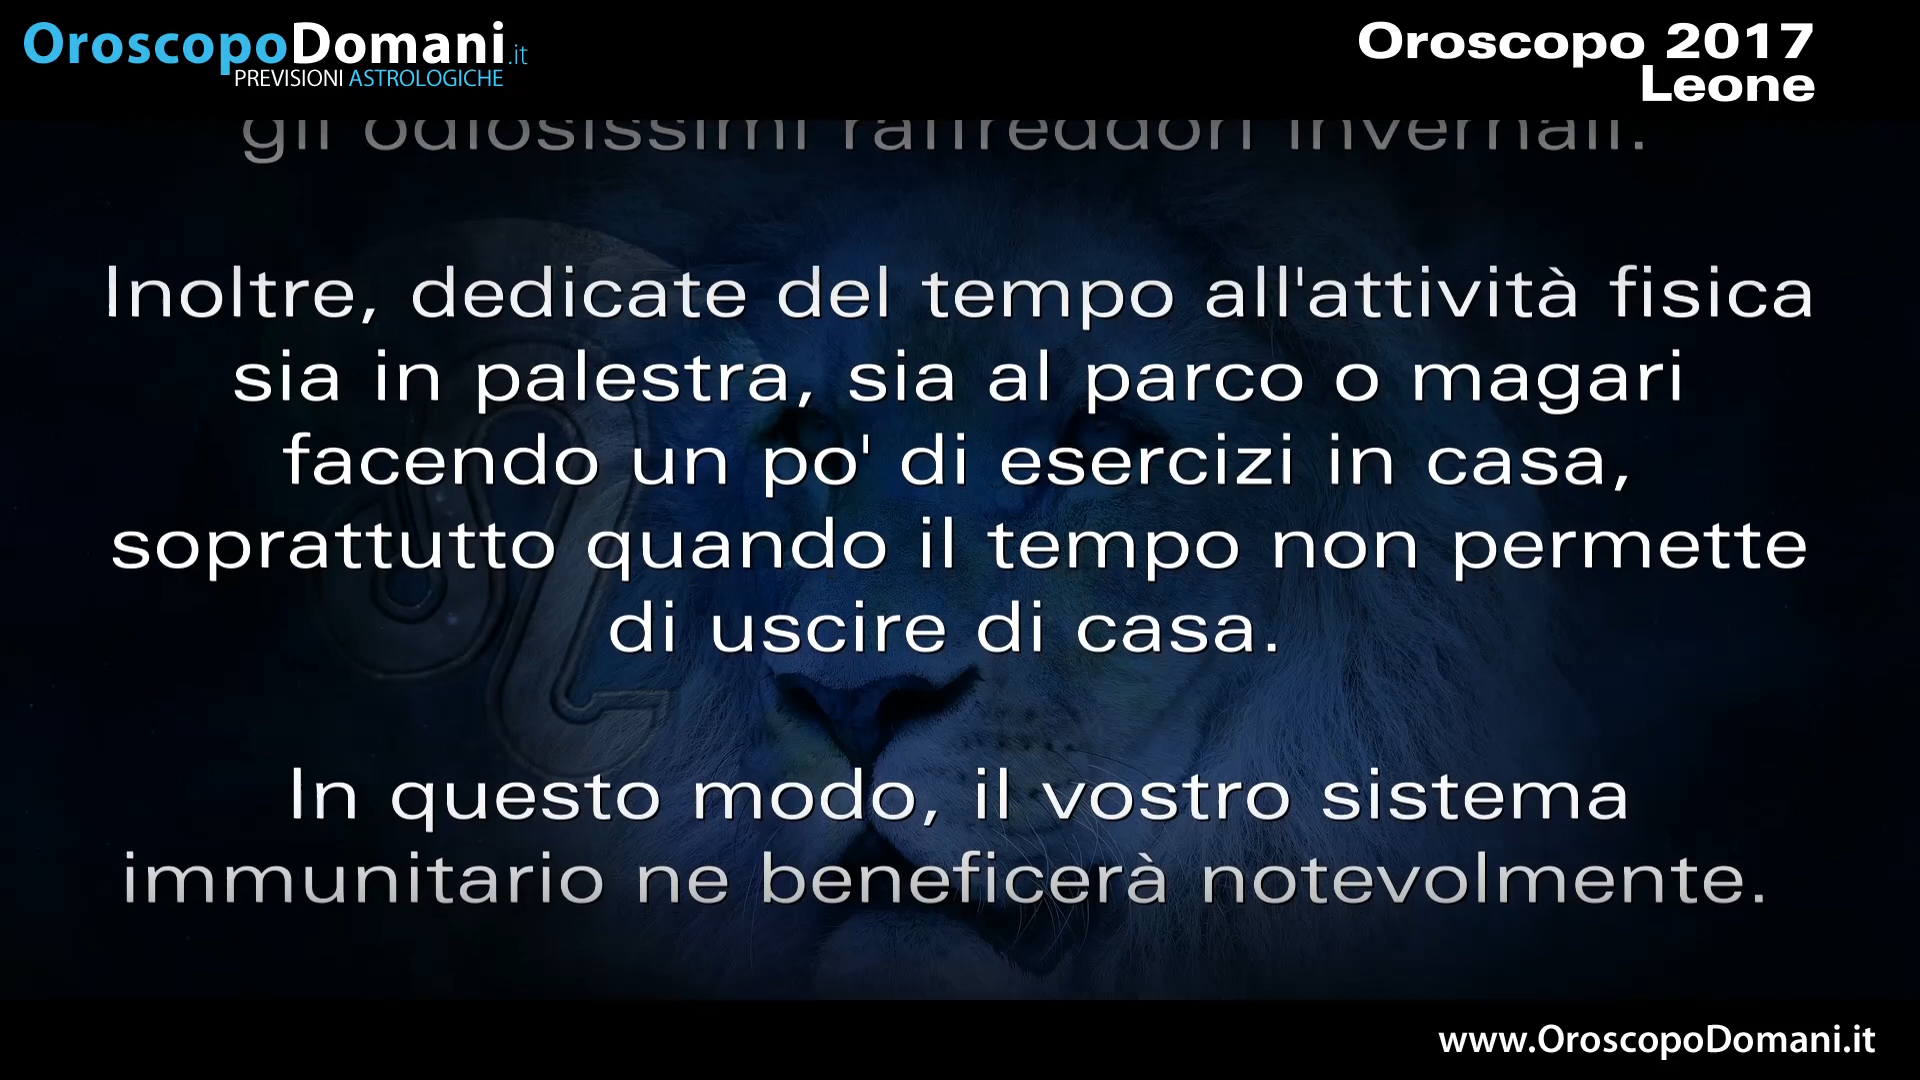 OroscopoDomani.it
PREVISIONI ASTROLOGICHE
Oroscopo 2017
Leone
gli odiosissimi raffreddori invernali.
Inoltre, dedicate del tempo all'attività fisica
sia in palestra, sia al parco o magari
facendo un po' di esercizi in casa,
soprattutto quando il tempo non permette
di uscire di casa.
In questo modo, il vostro sistema
immunitario ne beneficerà notevolmente.
www.OroscopoDomani.it